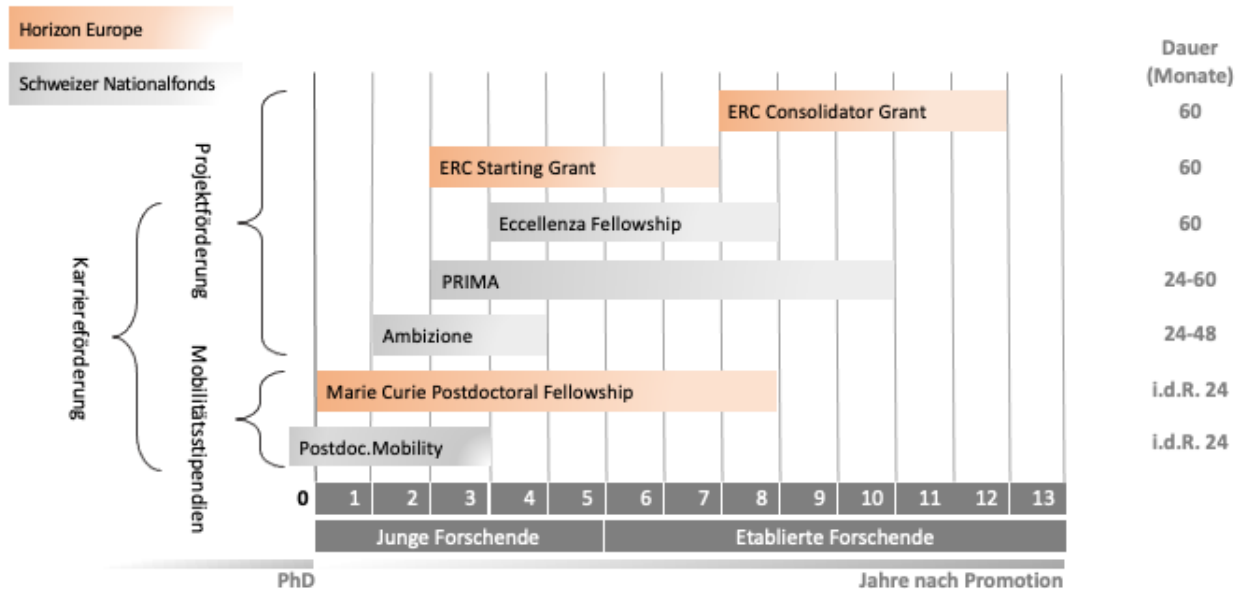 Horizon Europe
Schweizer Nationalfonds
Dauer
(Monate)
ERC Consolidator Grant
60
ERC Starting Grant
60
Eccellenza Fellowship
60
PRIMA
24-60
Ambizione
24-48
Marie Curie Postdoctoral Fellowship
i.d.R. 24
Postdoc.Mobility
i.d.R. 24
Karriereförderung
Projektförderung
Mobilitätsstipendien
0 1 2 3 4 5 6 7 8 9 10 11 12 13
Junge Forschende Etablierte Forschende
PhD Jahre nach Promotion